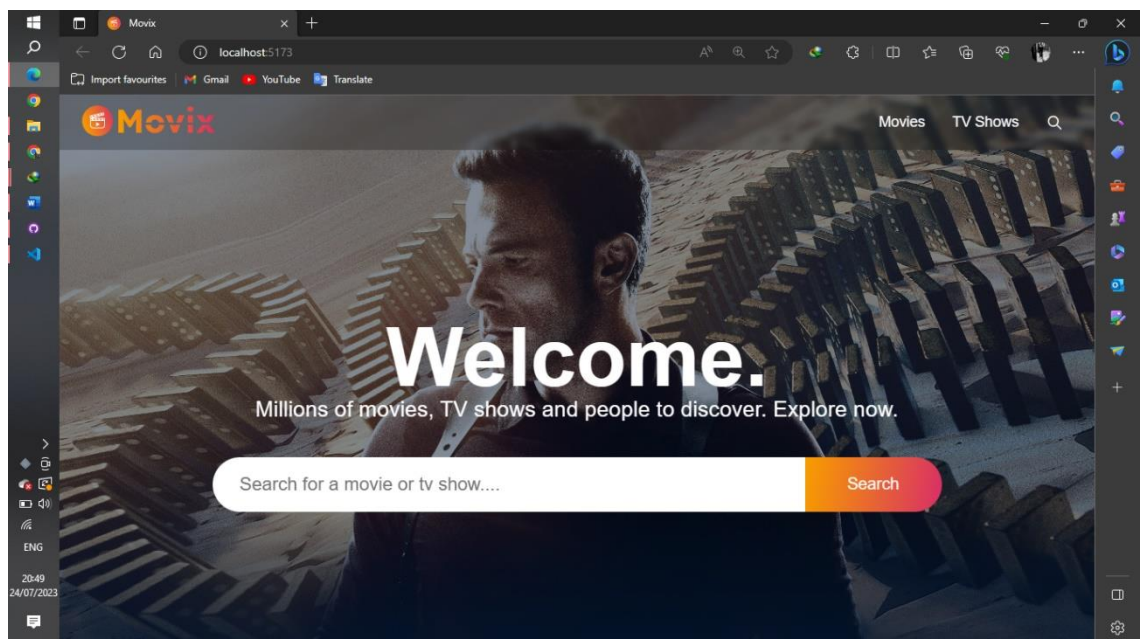 Movix
localhost:5173
Import favourites
Gmail
YouTube
Translate
Movix
Movies
TV Shows
Welcome.
Millions of movies, TV shows and people to discover. Explore now.
Search for a movie or tv show....
Search
ENG
20:49
24/07/2023